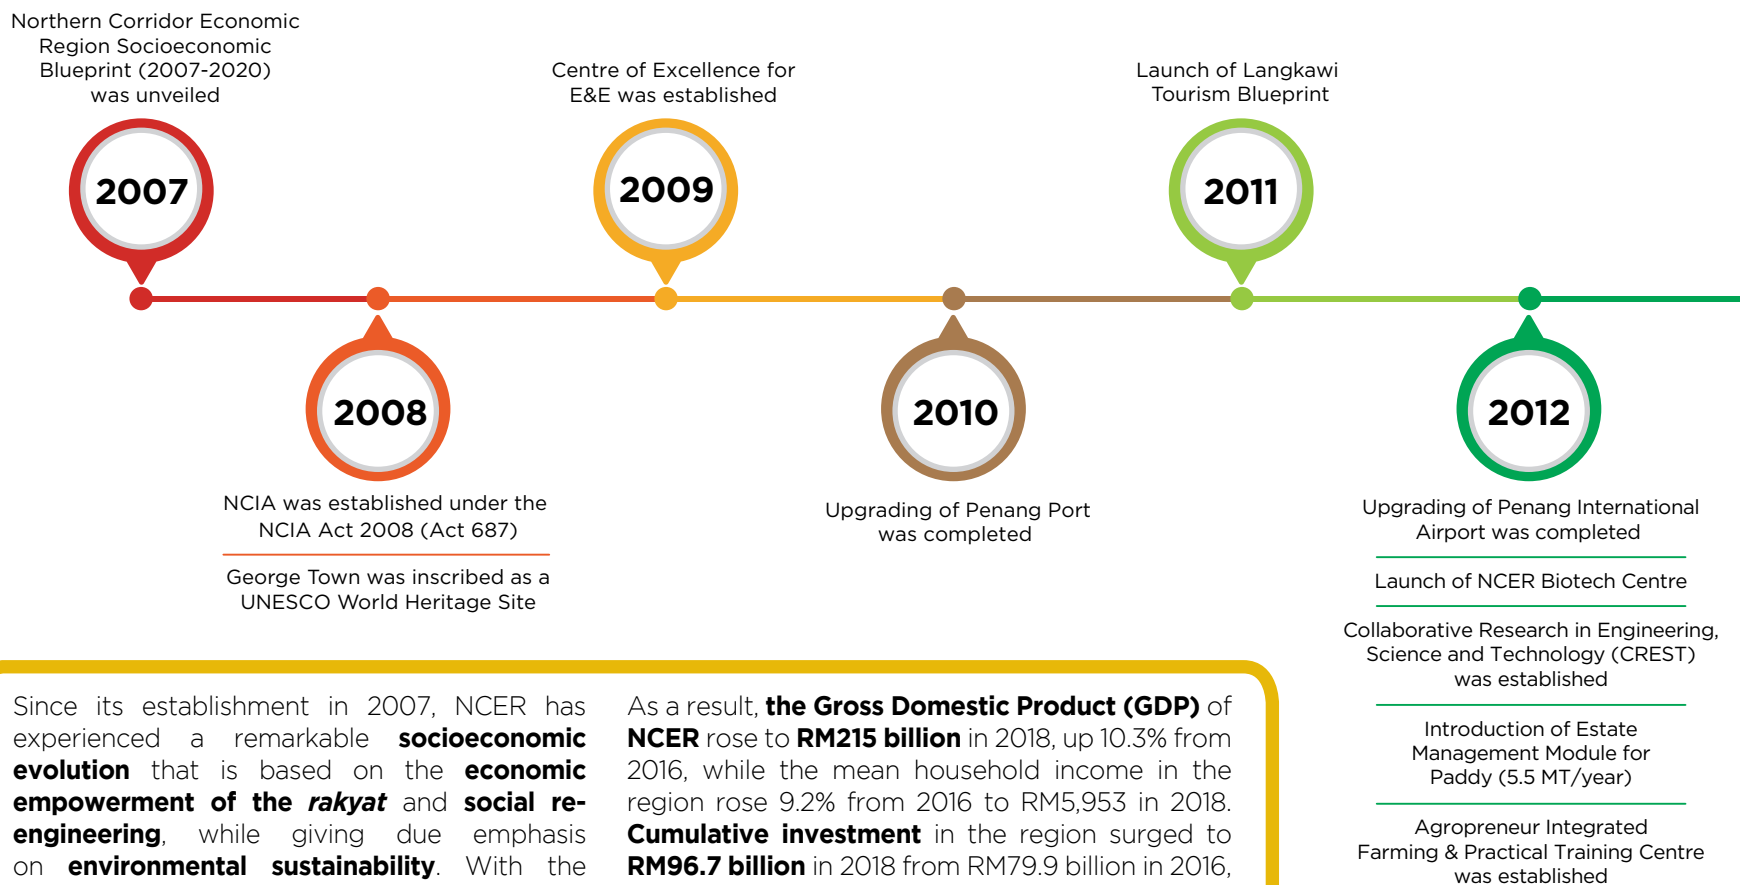 Northern Corridor Economic
Region Socioeconomic
Blueprint (2007-2020)
was unveiled
2007
Centre of Excellence for
E&E was established
2009
Launch of Langkawi
Tourism Blueprint
2011
2008
NCIA was established under the
NCIA Act 2008 (Act 687)
George Town was inscribed as a
UNESCO World Heritage Site
2010
Upgrading of Penang Port
was completed
2012
Upgrading of Penang International
Airport was completed
Launch of NCER Biotech Centre
Collaborative Research in Engineering,
Science and Technology (CREST)
was established
Introduction of Estate
Management Module for
Paddy (5.5 MT/year)
Agropreneur Integrated
Farming & Practical Training Centre
was established
Since its establishment in 2007, NCER has
experienced a remarkable socioeconomic
evolution that is based on the economic
empowerment of the rakyat and social re-
engineering, while giving due emphasis
on environmental sustainability. With the
As a result, the Gross Domestic Product (GDP) of
NCER rose to RM215 billion in 2018, up 10.3% from
2016, while the mean household income in the
region rose 9.2% from 2016 to RM5,953 in 2018.
Cumulative investment in the region surged to
RM96.7 billion in 2018 from RM79.9 billion in 2016,